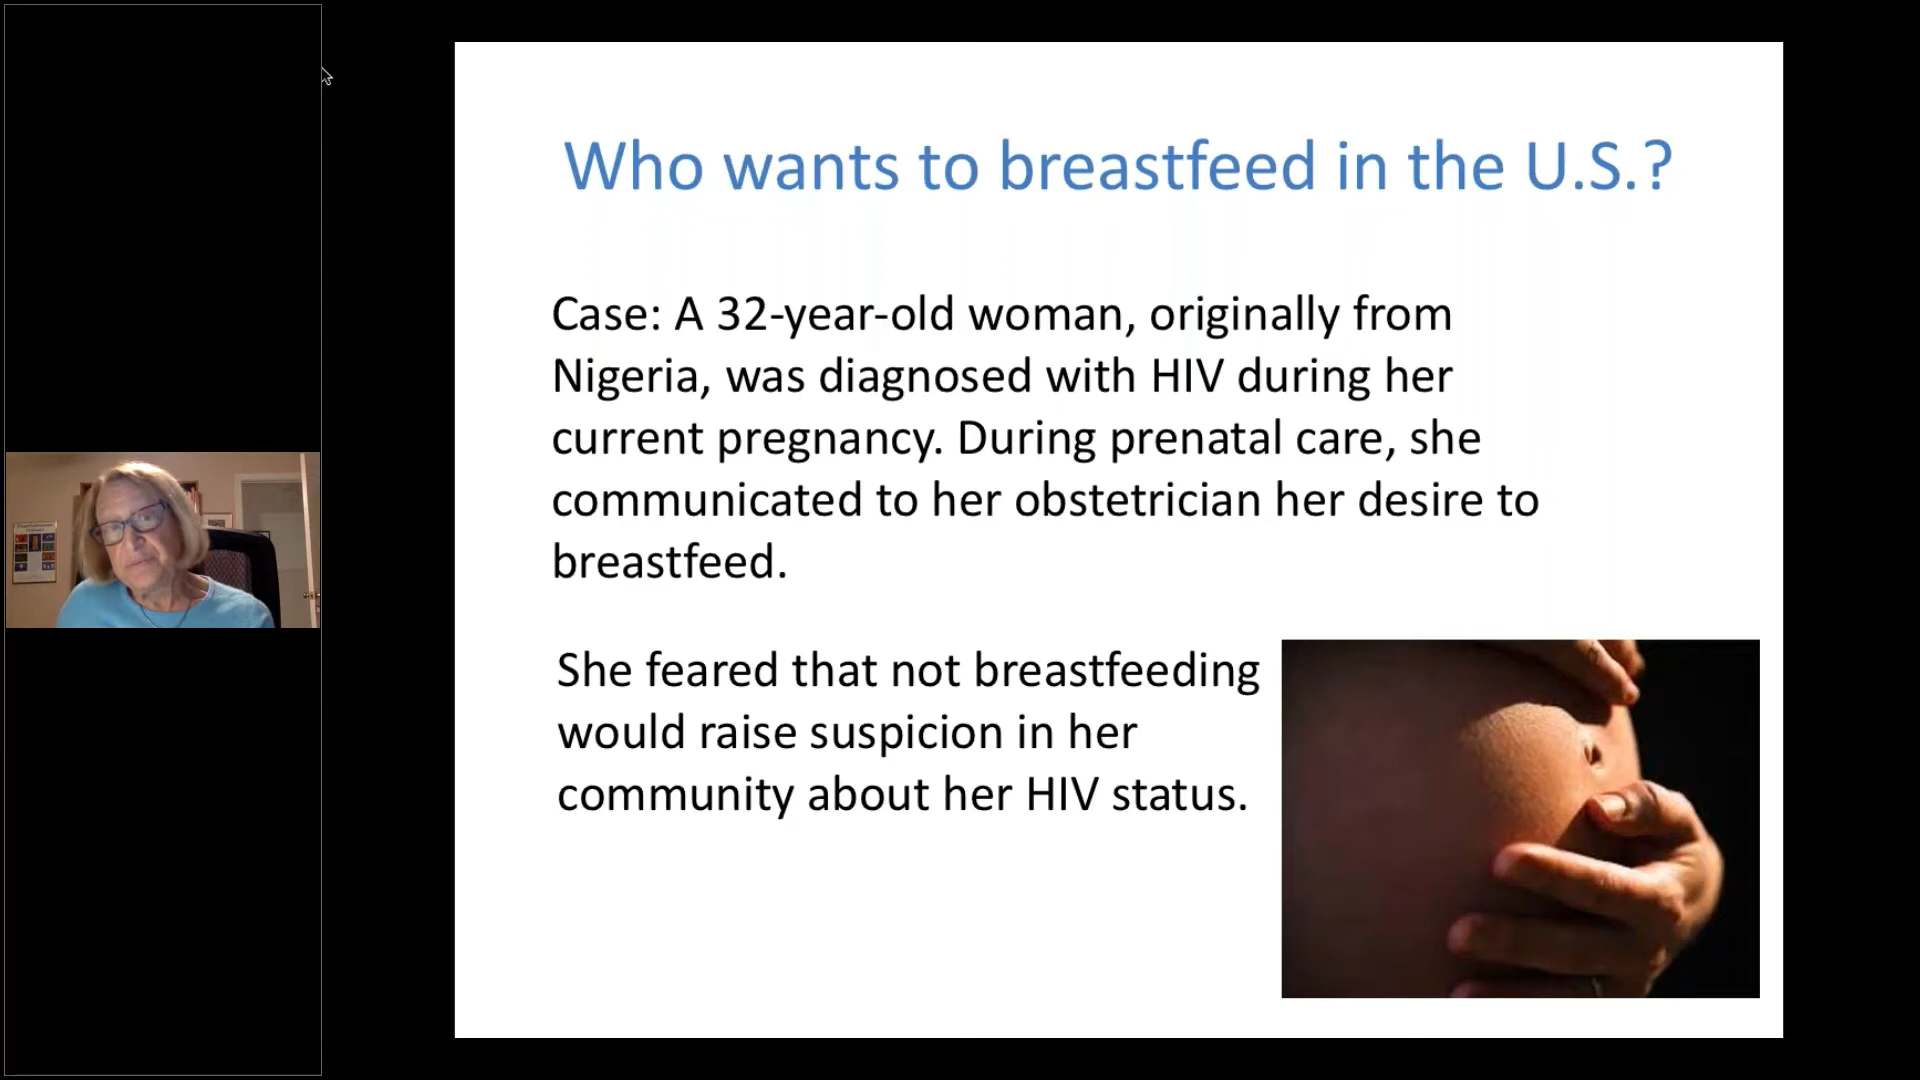 Who wants to breastfeed in the U.S.?
Case: A 32-year-old woman, originally from
Nigeria, was diagnosed with HIV during her
current pregnancy. During prenatal care, she
communicated to her obstetrician her desire to
breastfeed.
She feared that not breastfeeding
would raise suspicion in her
community about her HIV status.